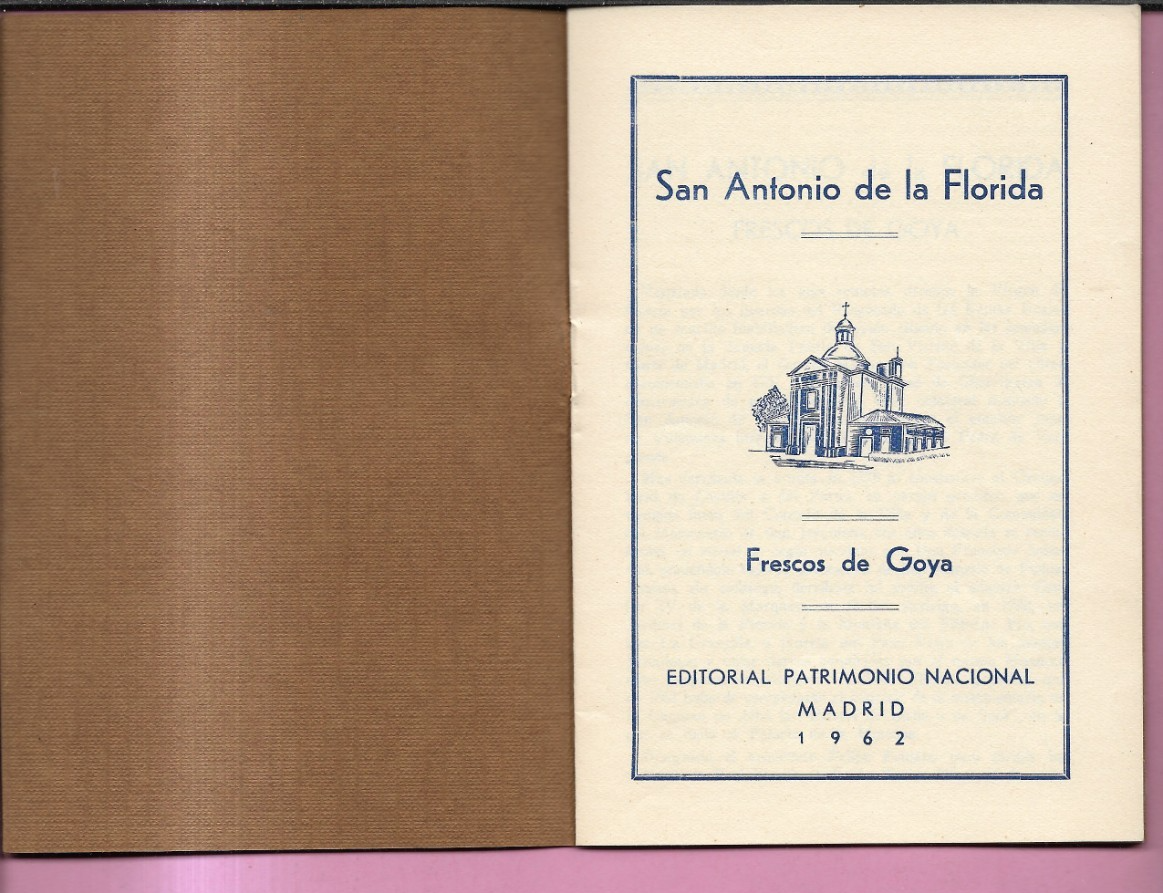 San Antonio de la Florida
Frescos de Goya
EDITORIAL PATRIMONIO NACIONAL
MADRID
1962